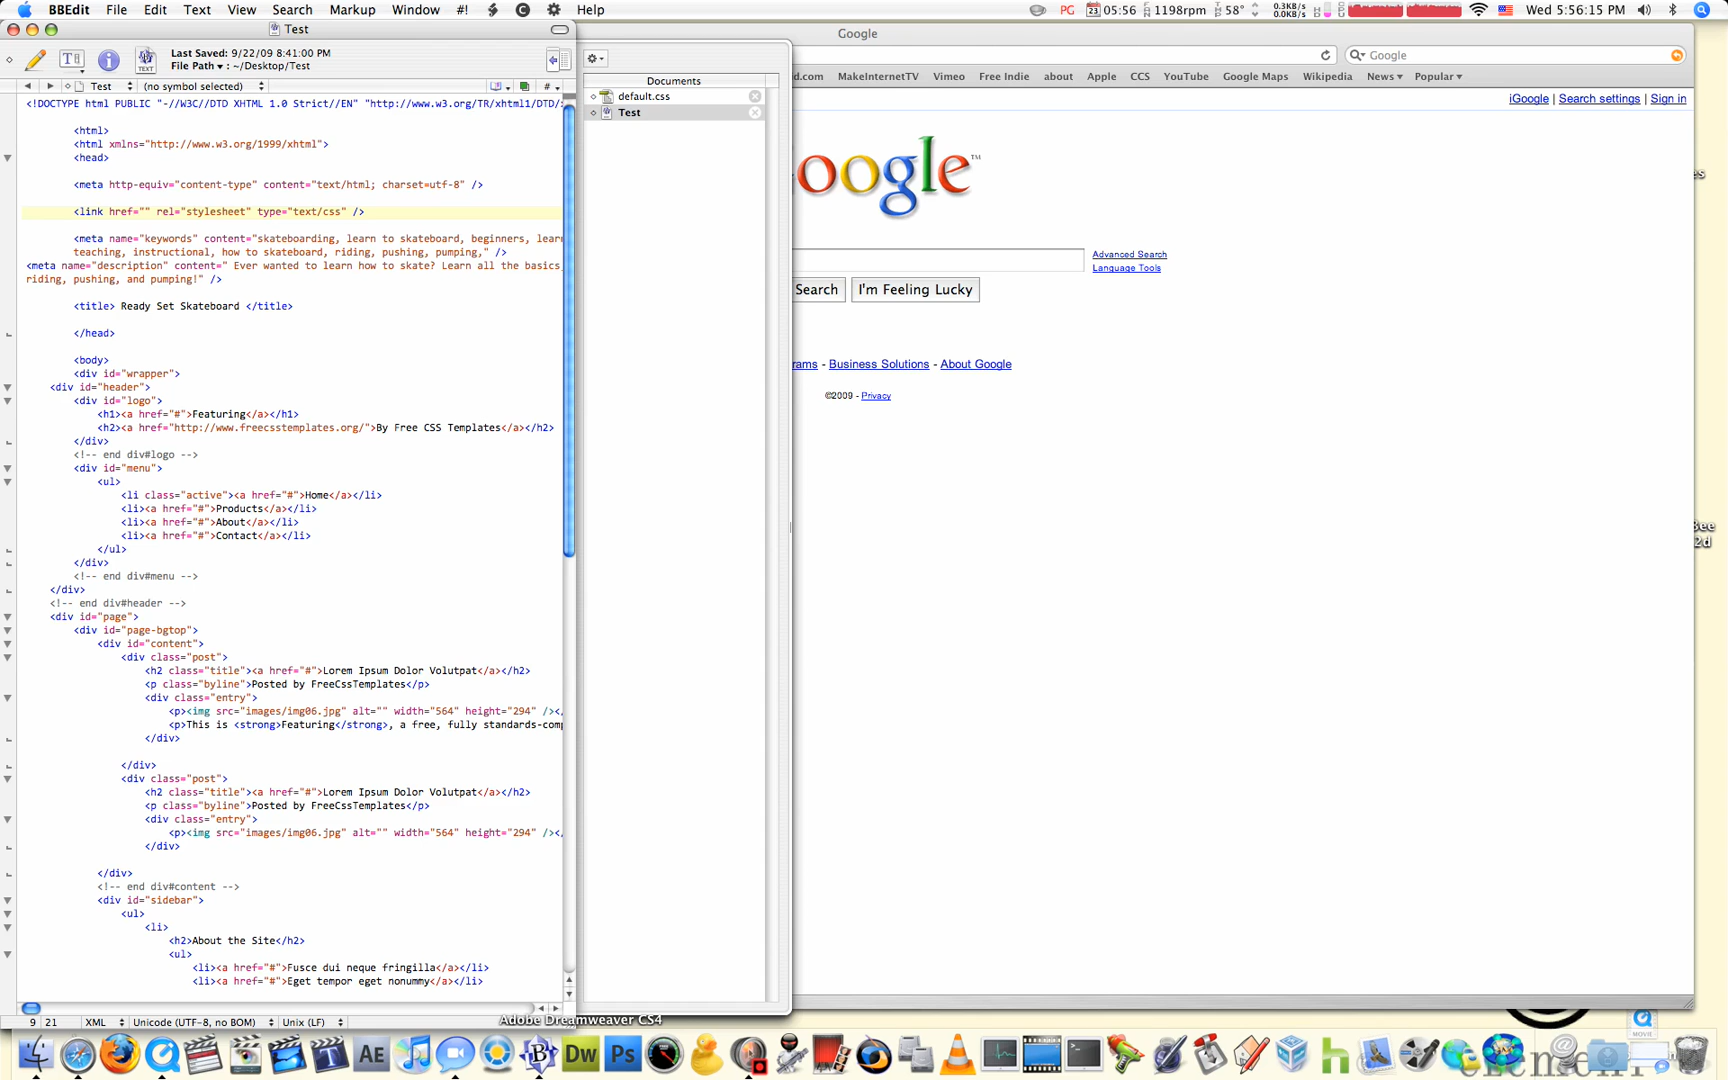 BBEdit File Edit Text View Search Markup Window #! Help
PG 23 05:56 1198rpm 58° 0.3KB/s 0.0KB/s Wed 5:56:15 PM
Test
Last Saved: 9/22/09 8:41:00 PM
File Path ▾ : ~/Desktop/Test
TEXT
Test (no symbol selected) #
<!DOCTYPE html PUBLIC "-//W3C//DTD XHTML 1.0 Strict//EN" "http://www.w3.org/TR/xhtml1/DTD/
<html>
<html xmlns="http://www.w3.org/1999/xhtml">
<head>
<meta http-equiv="content-type" content="text/html; charset=utf-8" />
<link href="" rel="stylesheet" type="text/css" />
<meta name="keywords" content="skateboarding, learn to skateboard, beginners, lear
teaching, instructional, how to skateboard, riding, pushing, pumping," />
<meta name="description" content=" Ever wanted to learn how to skate? Learn all the basics,
riding, pushing, and pumping!" />
<title> Ready Set Skateboard </title>
</head>
<body>
<div id="wrapper">
<div id="header">
<div id="logo">
<h1><a href="#">Featuring</a></h1>
<h2><a href="http://www.freecsstemplates.org/">By Free CSS Templates</a></h2>
</div>
<!-- end div#logo -->
<div id="menu">
<ul>
<li class="active"><a href="#">Home</a></li>
<li><a href="#">Products</a></li>
<li><a href="#">About</a></li>
<li><a href="#">Contact</a></li>
</ul>
</div>
<!-- end div#menu -->
</div>
<!-- end div#header -->
<div id="page">
<div id="page-bgtop">
<div id="content">
<div class="post">
<h2 class="title"><a href="#">Lorem Ipsum Dolor Volutpat</a></h2>
<p class="byline">Posted by FreeCssTemplates</p>
<div class="entry">
<p><img src="images/img06.jpg" alt="" width="564" height="294" /><
<p>This is <strong>Featuring</strong>, a free, fully standards-com
</div>
</div>
<div class="post">
<h2 class="title"><a href="#">Lorem Ipsum Dolor Volutpat</a></h2>
<p class="byline">Posted by FreeCssTemplates</p>
<div class="entry">
<p><img src="images/img06.jpg" alt="" width="564" height="294" /><
</div>
</div>
<!-- end div#content -->
<div id="sidebar">
<ul>
<li>
<h2>About the Site</h2>
<ul>
<li><a href="#">Fusce dui neque fringilla</a></li>
<li><a href="#">Eget tempor eget nonummy</a></li>
9 21 XML Unicode (UTF-8, no BOM) Unix (LF)
Documents
default.css
Test
Google
Google
d.com MakeInternetTV Vimeo Free Indie about Apple CCS YouTube Google Maps Wikipedia News ▾ Popular ▾
iGoogle | Search settings | Sign in
oogle™
Advanced Search
Language Tools
Search I'm Feeling Lucky
rams - Business Solutions - About Google
©2009 - Privacy
es
Bee
2d
Adobe Dreamweaver CS4
MOVIE
AE Dw Ps